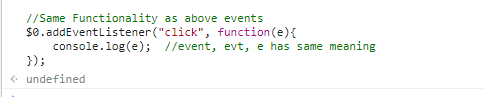 //Same Functionality as above events
$0.addEventListener("click", function(e){
    console.log(e);  //event, evt, e has same meaning
});
undefined